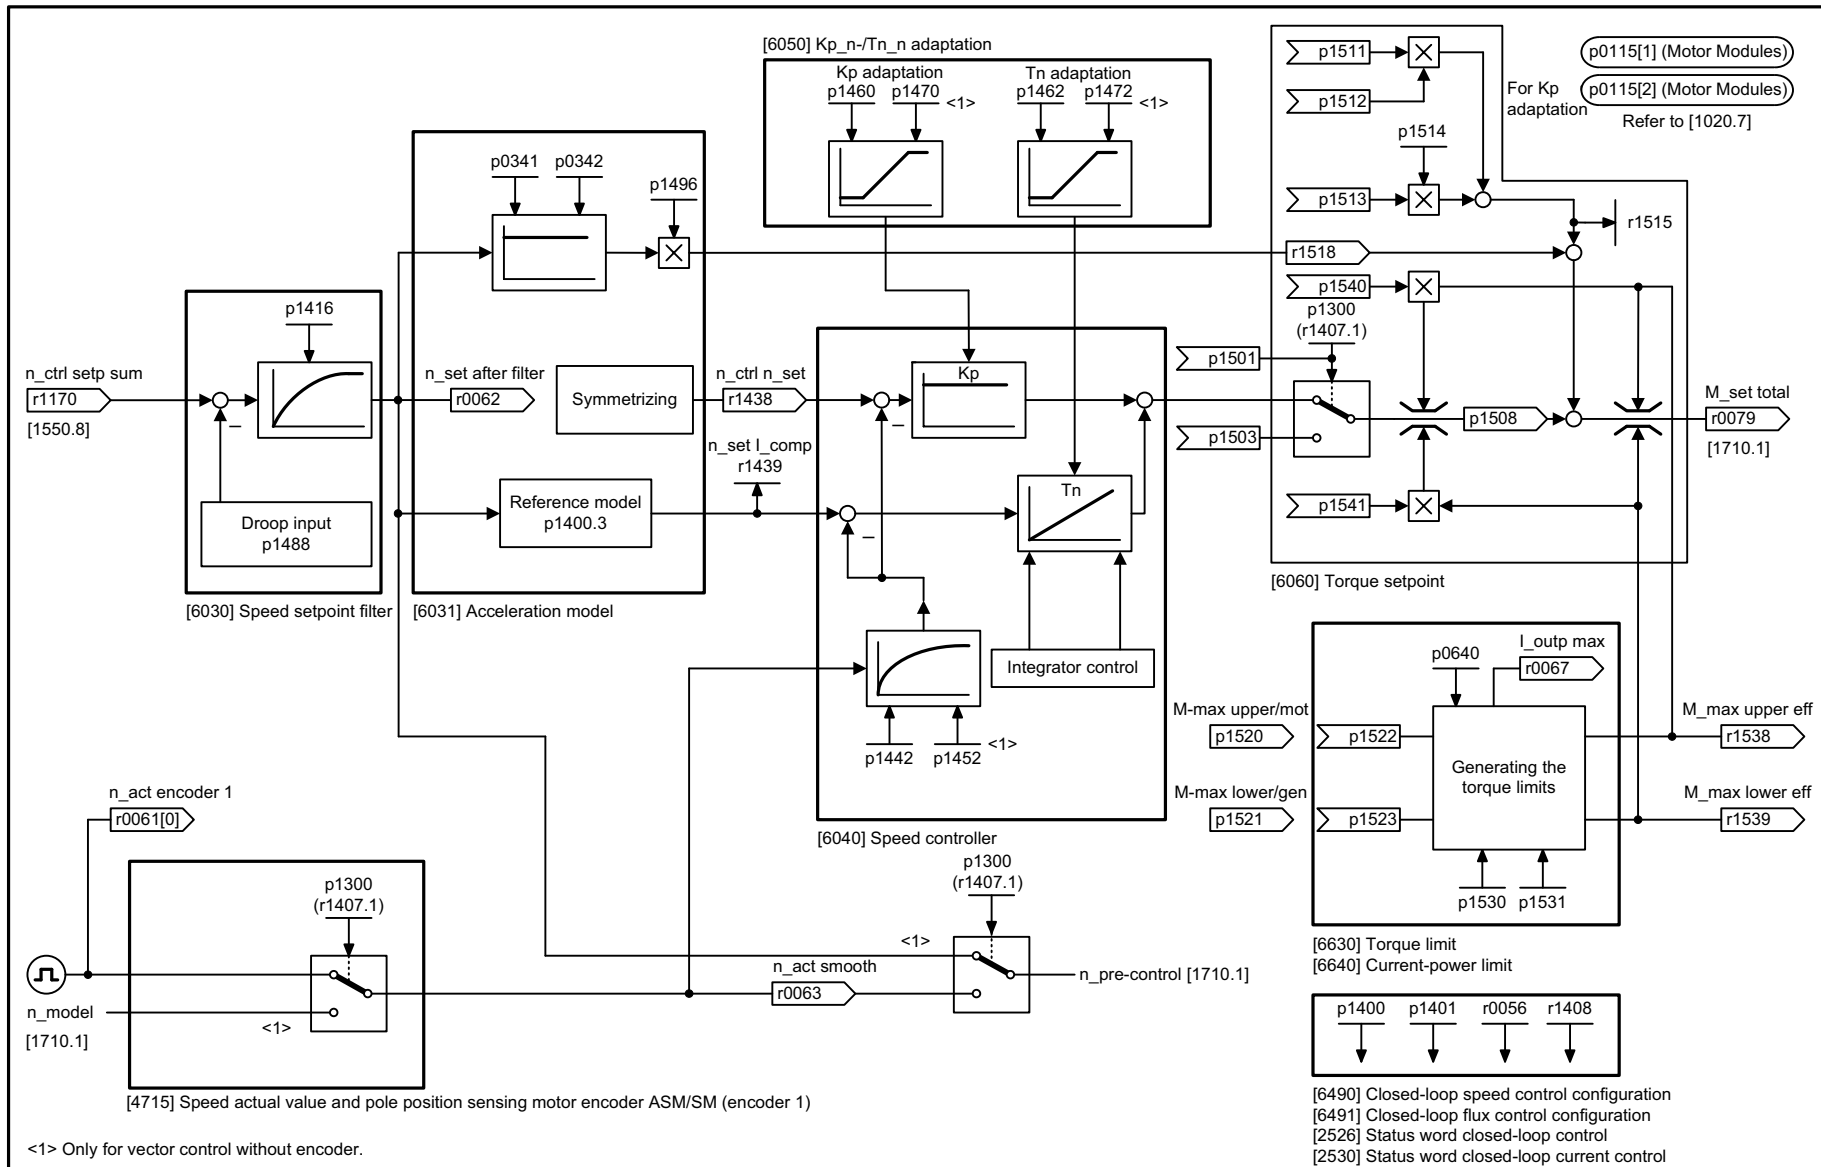 [6050] Kp_n-/Tn_n adaptation
Kp adaptation
p1460
p1470
<1>
Tn adaptation
p1462
p1472
<1>
p1511
p1512
For Kp
adaptation
p0115[1] (Motor Modules)
p0115[2] (Motor Modules)
Refer to [1020.7]
p1514
p1513
r1515
r1518
p1540
p1300
(r1407.1)
p1501
p1503
p1508
M_set total
r0079
[1710.1]
p1541
[6060] Torque setpoint
p0341
p0342
p1496
p1416
n_ctrl setp sum
r1170
[1550.8]
–
Droop input
p1488
[6030] Speed setpoint filter
n_set after filter
r0062
Symmetrizing
n_ctrl n_set
r1438
n_set I_comp
r1439
Reference model
p1400.3
[6031] Acceleration model
Kp
–
Tn
–
Integrator control
p1442
p1452
<1>
[6040] Speed controller
M-max upper/mot
p1520
M-max lower/gen
p1521
p0640
I_outp max
r0067
p1522
p1523
Generating the
torque limits
p1530
p1531
M_max upper eff
r1538
M_max lower eff
r1539
[6630] Torque limit
[6640] Current-power limit
n_act encoder 1
r0061[0]
p1300
(r1407.1)
n_model
[1710.1]
<1>
[4715] Speed actual value and pole position sensing motor encoder ASM/SM (encoder 1)
n_act smooth
r0063
p1300
(r1407.1)
<1>
n_pre-control [1710.1]
p1400
p1401
r0056
r1408
[6490] Closed-loop speed control configuration
[6491] Closed-loop flux control configuration
[2526] Status word closed-loop control
[2530] Status word closed-loop current control
<1> Only for vector control without encoder.